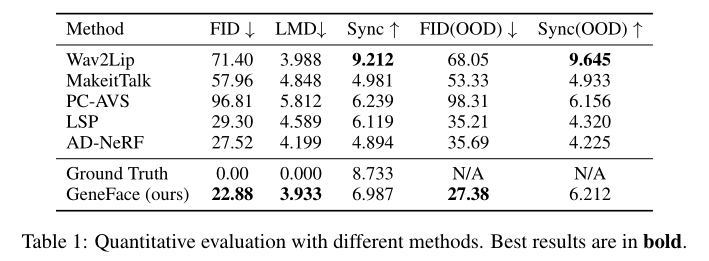 Method FID ↓ LMD↓ Sync ↑ FID(OOD) ↓ Sync(OOD) ↑
Wav2Lip 71.40 3.988 9.212 68.05 9.645
MakeitTalk 57.96 4.848 4.981 53.33 4.933
PC-AVS 96.81 5.812 6.239 98.31 6.156
LSP 29.30 4.589 6.119 35.21 4.320
AD-NeRF 27.52 4.199 4.894 35.69 4.225
Ground Truth 0.00 0.000 8.733 N/A N/A
GeneFace (ours) 22.88 3.933 6.987 27.38 6.212
Table 1: Quantitative evaluation with different methods. Best results are in bold.